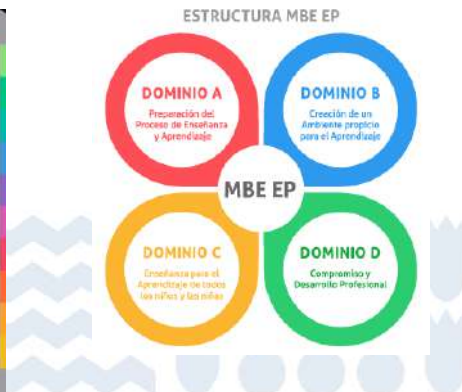 ESTRUCTURA MBE EP
DOMINIO A
Preparación del
Proceso de Enseñanza
y Aprendizaje
DOMINIO B
Creación de un
Ambiente propicio
para el Aprendizaje
MBE EP
DOMINIO C
Enseñanza para el
Aprendizaje de todos
los niños y las niñas
DOMINIO D
Compromiso y
Desarrollo Profesional